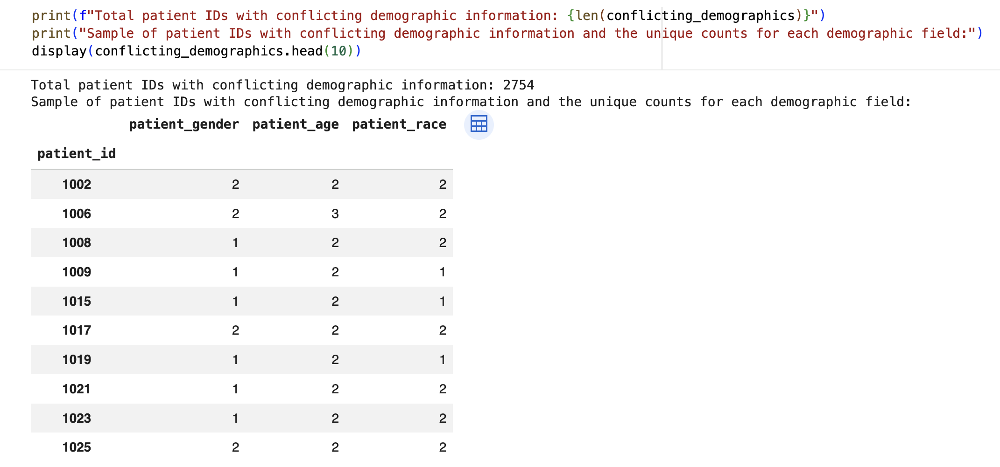 print(f"Total patient IDs with conflicting demographic information: {len(conflicting_demographics)}")
print("Sample of patient IDs with conflicting demographic information and the unique counts for each demographic field:")
display(conflicting_demographics.head(10))
Total patient IDs with conflicting demographic information: 2754
Sample of patient IDs with conflicting demographic information and the unique counts for each demographic field:
patient_gender patient_age patient_race
patient_id
1002 2 2 2
1006 2 3 2
1008 1 2 2
1009 1 2 1
1015 1 2 1
1017 2 2 2
1019 1 2 1
1021 1 2 2
1023 1 2 2
1025 2 2 2